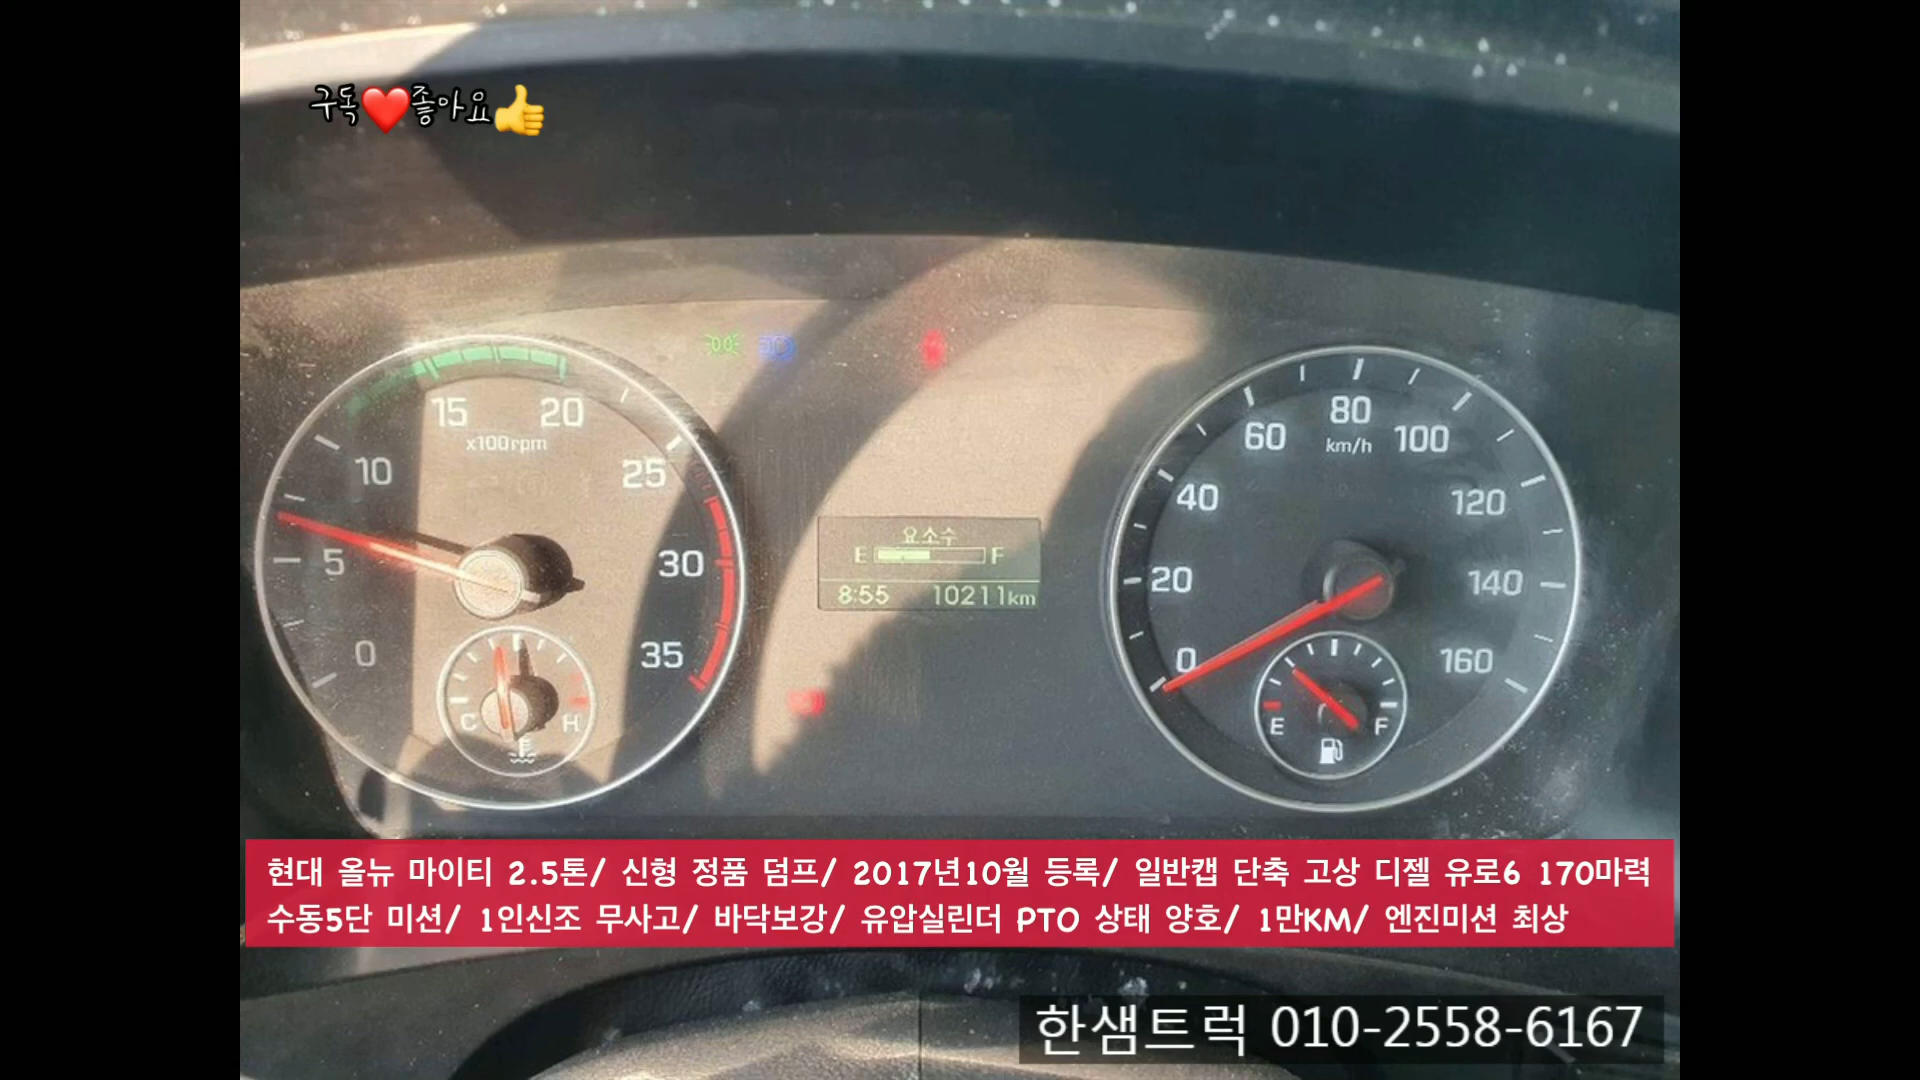 구독❤️좋아요👍
15 20
x100rpm
10 25
5 30
0 35
C H
요소수
E F
8:55 10211km
80
60 km/h 100
40 120
20 140
0 160
E F
현대 올뉴 마이티 2.5톤/ 신형 정품 덤프/ 2017년10월 등록/ 일반캡 단축 고상 디젤 유로6 170마력
수동5단 미션/ 1인신조 무사고/ 바닥보강/ 유압실린더 PTO 상태 양호/ 1만KM/ 엔진미션 최상
한샘트럭 010-2558-6167